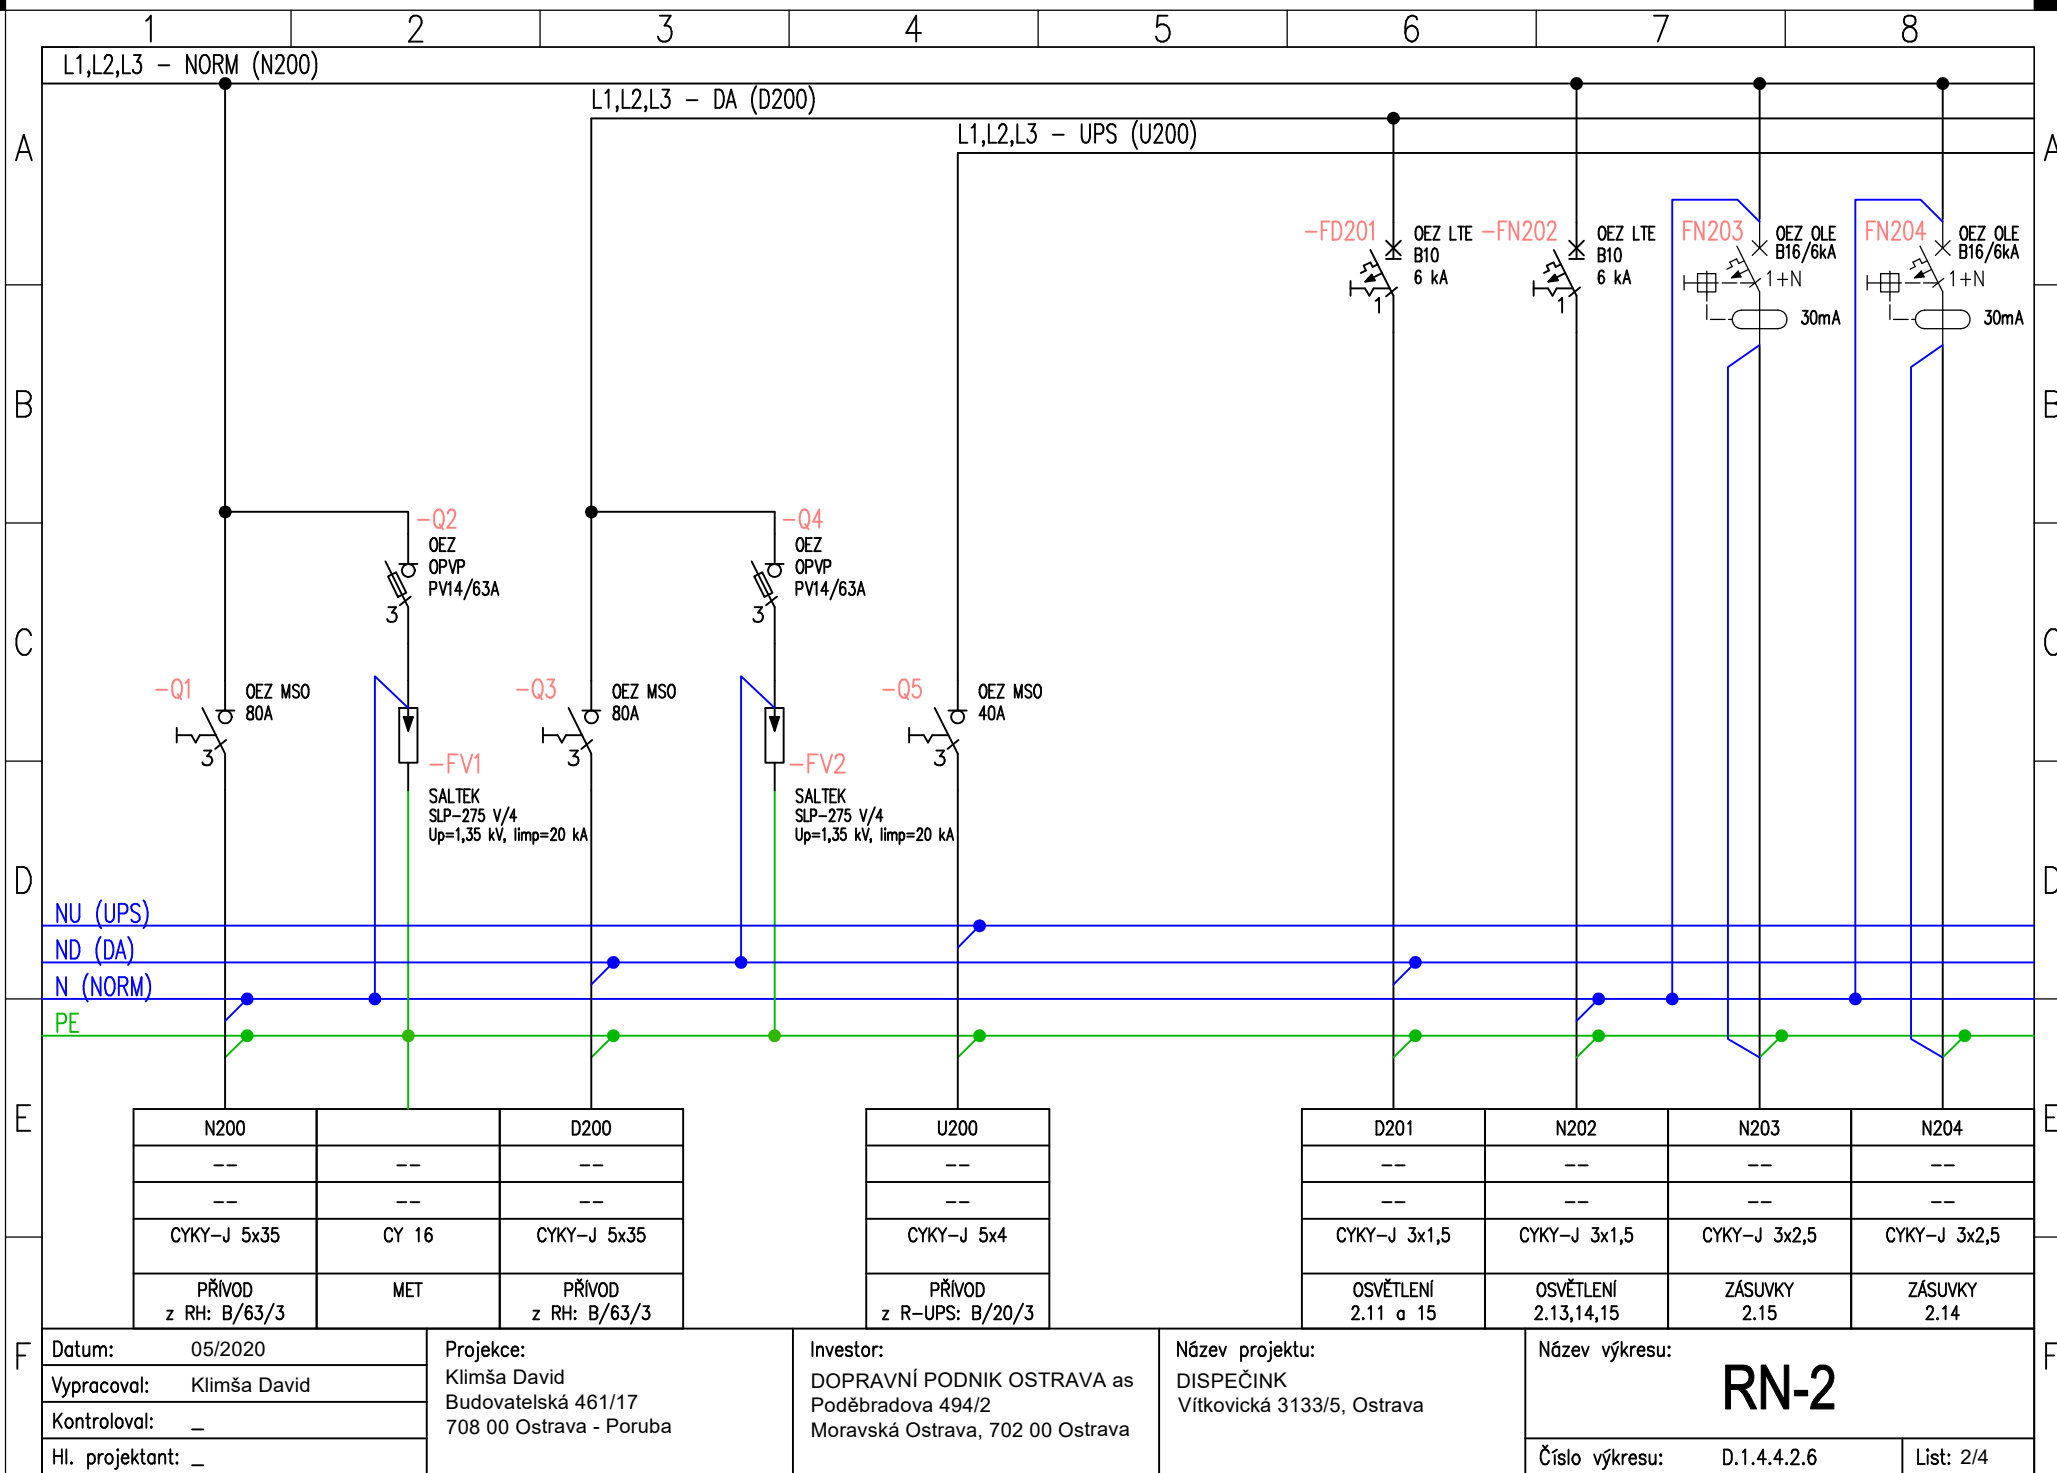 1 2 3 4 5 6 7 8
L1,L2,L3 – NORM (N200)
L1,L2,L3 – DA (D200)
L1,L2,L3 – UPS (U200)
A A
-FD201
OEZ LTE
B10
6 kA
1
-FN202
OEZ LTE
B10
6 kA
1
FN203
OEZ OLE
B16/6kA
1+N
30mA
FN204
OEZ OLE
B16/6kA
1+N
30mA
B B
-Q2
OEZ
OPVP
PV14/63A
3
-Q4
OEZ
OPVP
PV14/63A
3
C C
-Q1
OEZ MSO
80A
3
-FV1
SALTEK
SLP-275 V/4
Up=1,35 kV, Iimp=20 kA
-Q3
OEZ MSO
80A
3
-FV2
SALTEK
SLP-275 V/4
Up=1,35 kV, Iimp=20 kA
-Q5
OEZ MSO
40A
3
D D
NU (UPS)
ND (DA)
N (NORM)
PE
E E
N200 D200 U200 D201 N202 N203 N204
-- -- -- -- -- -- -- --
-- -- -- -- -- -- -- --
CYKY-J 5x35 CY 16 CYKY-J 5x35 CYKY-J 5x4 CYKY-J 3x1,5 CYKY-J 3x1,5 CYKY-J 3x2,5 CYKY-J 3x2,5
PŘÍVOD MET PŘÍVOD PŘÍVOD OSVĚTLENÍ OSVĚTLENÍ ZÁSUVKY ZÁSUVKY
z RH: B/63/3 z RH: B/63/3 z R-UPS: B/20/3 2.11 a 15 2.13,14,15 2.15 2.14
F F
Datum: 05/2020
Vypracoval: Klimša David
Kontroloval: _
Hl. projektant: _
Projekce:
Klimša David
Budovatelská 461/17
708 00 Ostrava - Poruba
Investor:
DOPRAVNÍ PODNIK OSTRAVA as
Poděbradova 494/2
Moravská Ostrava, 702 00 Ostrava
Název projektu:
DISPEČINK
Vítkovická 3133/5, Ostrava
Název výkresu:
RN-2
Číslo výkresu: D.1.4.4.2.6
List: 2/4